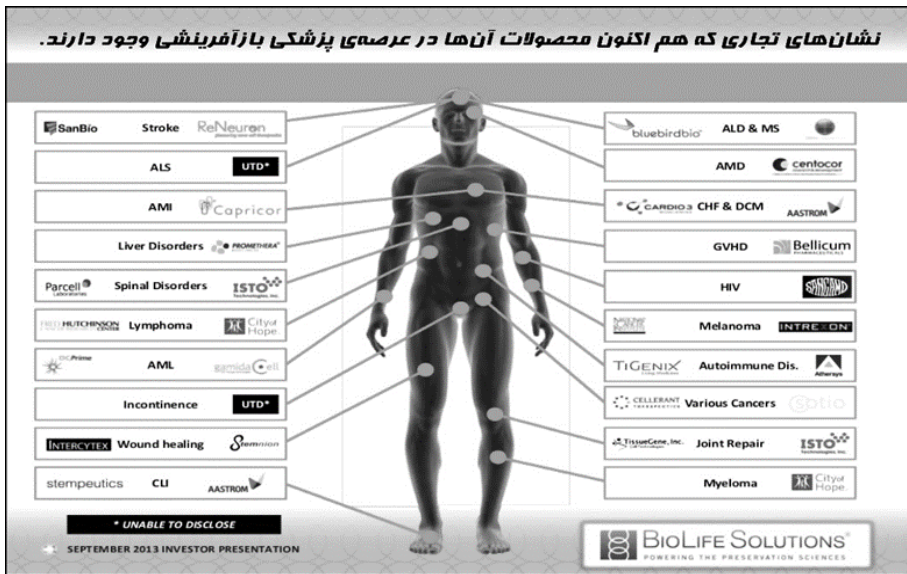 نشان‌های تجاری که هم اکنون محصولات آن‌ها در عرصه‌ی پزشکی بازآفرینشی وجود دارند.
SanBio Stroke ReNeuron
ALS UTD*
AMI Capricor
Liver Disorders PROMETHERA
Parcell Laboratories Spinal Disorders ISTO Technologies, Inc.
FRED HUTCHINSON CENTER Lymphoma City of Hope.
AML gamida Cell
Incontinence UTD*
INTERCYTEX Wound healing Stemnion
stempeutics CLI AASTROM
* UNABLE TO DISCLOSE
SEPTEMBER 2013 INVESTOR PRESENTATION
bluebirdbio ALD & MS
AMD centocor
CARDIO3 CHF & DCM AASTROM
GVHD Bellicum PHARMACEUTICALS
HIV SANGAMO
Melanoma INTREXON
TiGENIX Autoimmune Dis. Athersys
CELLERANT THERAPEUTICS Various Cancers sotio
TissueGene, Inc. Joint Repair ISTO Technologies, Inc.
Myeloma City of Hope.
BIOLIFE SOLUTIONS®
POWERING THE PRESERVATION SCIENCES